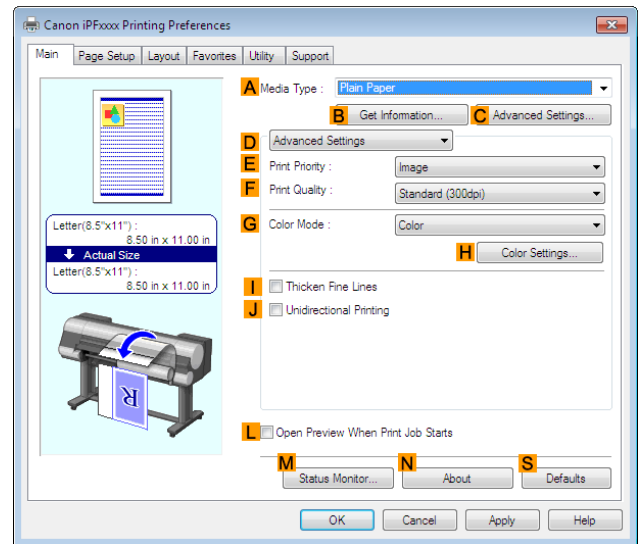 Canon iPFxxxx Printing Preferences
Main Page Setup Layout Favorites Utility Support
A Media Type : Plain Paper
B Get Information... C Advanced Settings...
D Advanced Settings
E Print Priority : Image
F Print Quality : Standard (300dpi)
Letter(8.5"x11") :
8.50 in x 11.00 in
Actual Size
Letter(8.5"x11") :
8.50 in x 11.00 in
G Color Mode : Color
H Color Settings...
I Thicken Fine Lines
J Unidirectional Printing
R
L Open Preview When Print Job Starts
M Status Monitor... N About S Defaults
OK Cancel Apply Help